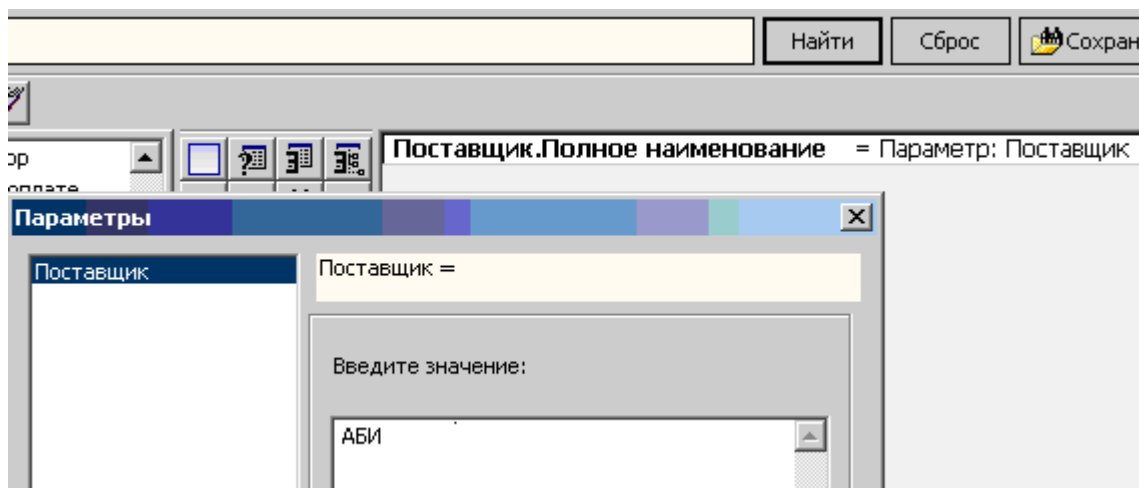 Найти Сброс Сохран
ор
Поставщик.Полное наименование = Параметр: Поставщик
оплате
Параметры
Поставщик
Поставщик =
Введите значение:
АБИ